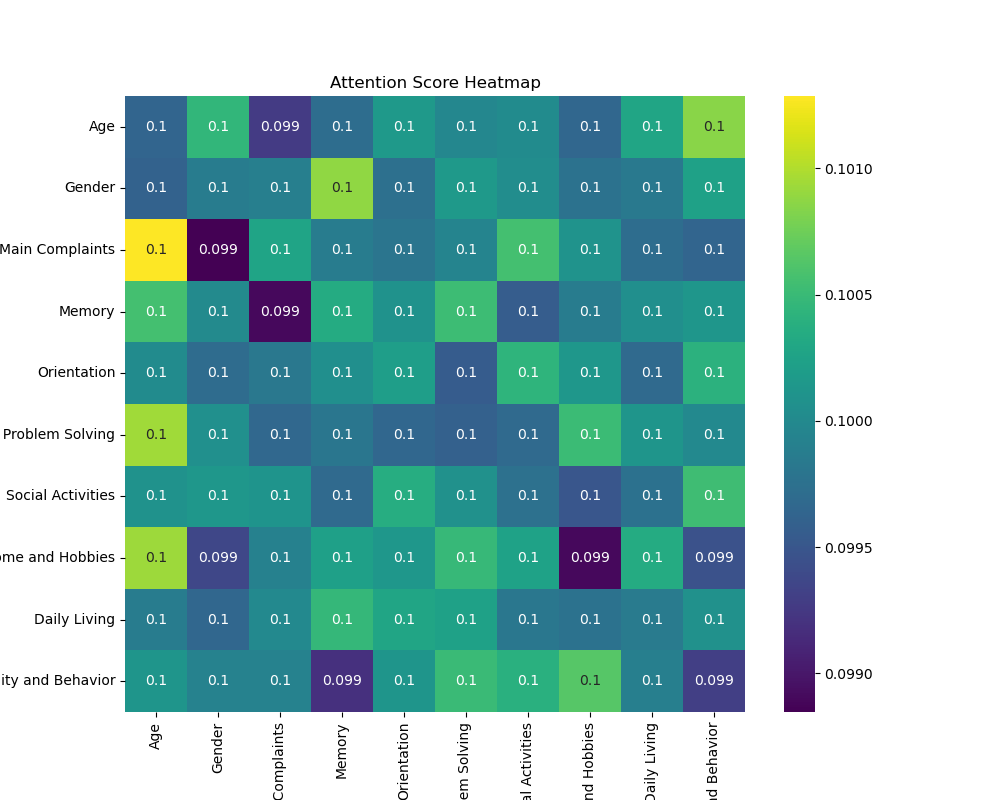 Attention Score Heatmap
Age 0.1 0.1 0.099 0.1 0.1 0.1 0.1 0.1 0.1 0.1
Gender 0.1 0.1 0.1 0.1 0.1 0.1 0.1 0.1 0.1 0.1
Main Complaints 0.1 0.099 0.1 0.1 0.1 0.1 0.1 0.1 0.1 0.1
Memory 0.1 0.1 0.099 0.1 0.1 0.1 0.1 0.1 0.1 0.1
Orientation 0.1 0.1 0.1 0.1 0.1 0.1 0.1 0.1 0.1 0.1
Problem Solving 0.1 0.1 0.1 0.1 0.1 0.1 0.1 0.1 0.1 0.1
Social Activities 0.1 0.1 0.1 0.1 0.1 0.1 0.1 0.1 0.1 0.1
ome and Hobbies 0.1 0.099 0.1 0.1 0.1 0.1 0.1 0.099 0.1 0.099
Daily Living 0.1 0.1 0.1 0.1 0.1 0.1 0.1 0.1 0.1 0.1
ity and Behavior 0.1 0.1 0.1 0.099 0.1 0.1 0.1 0.1 0.1 0.099
Age
Gender
Complaints
Memory
Orientation
em Solving
al Activities
nd Hobbies
Daily Living
nd Behavior
0.1010
0.1005
0.1000
0.0995
0.0990